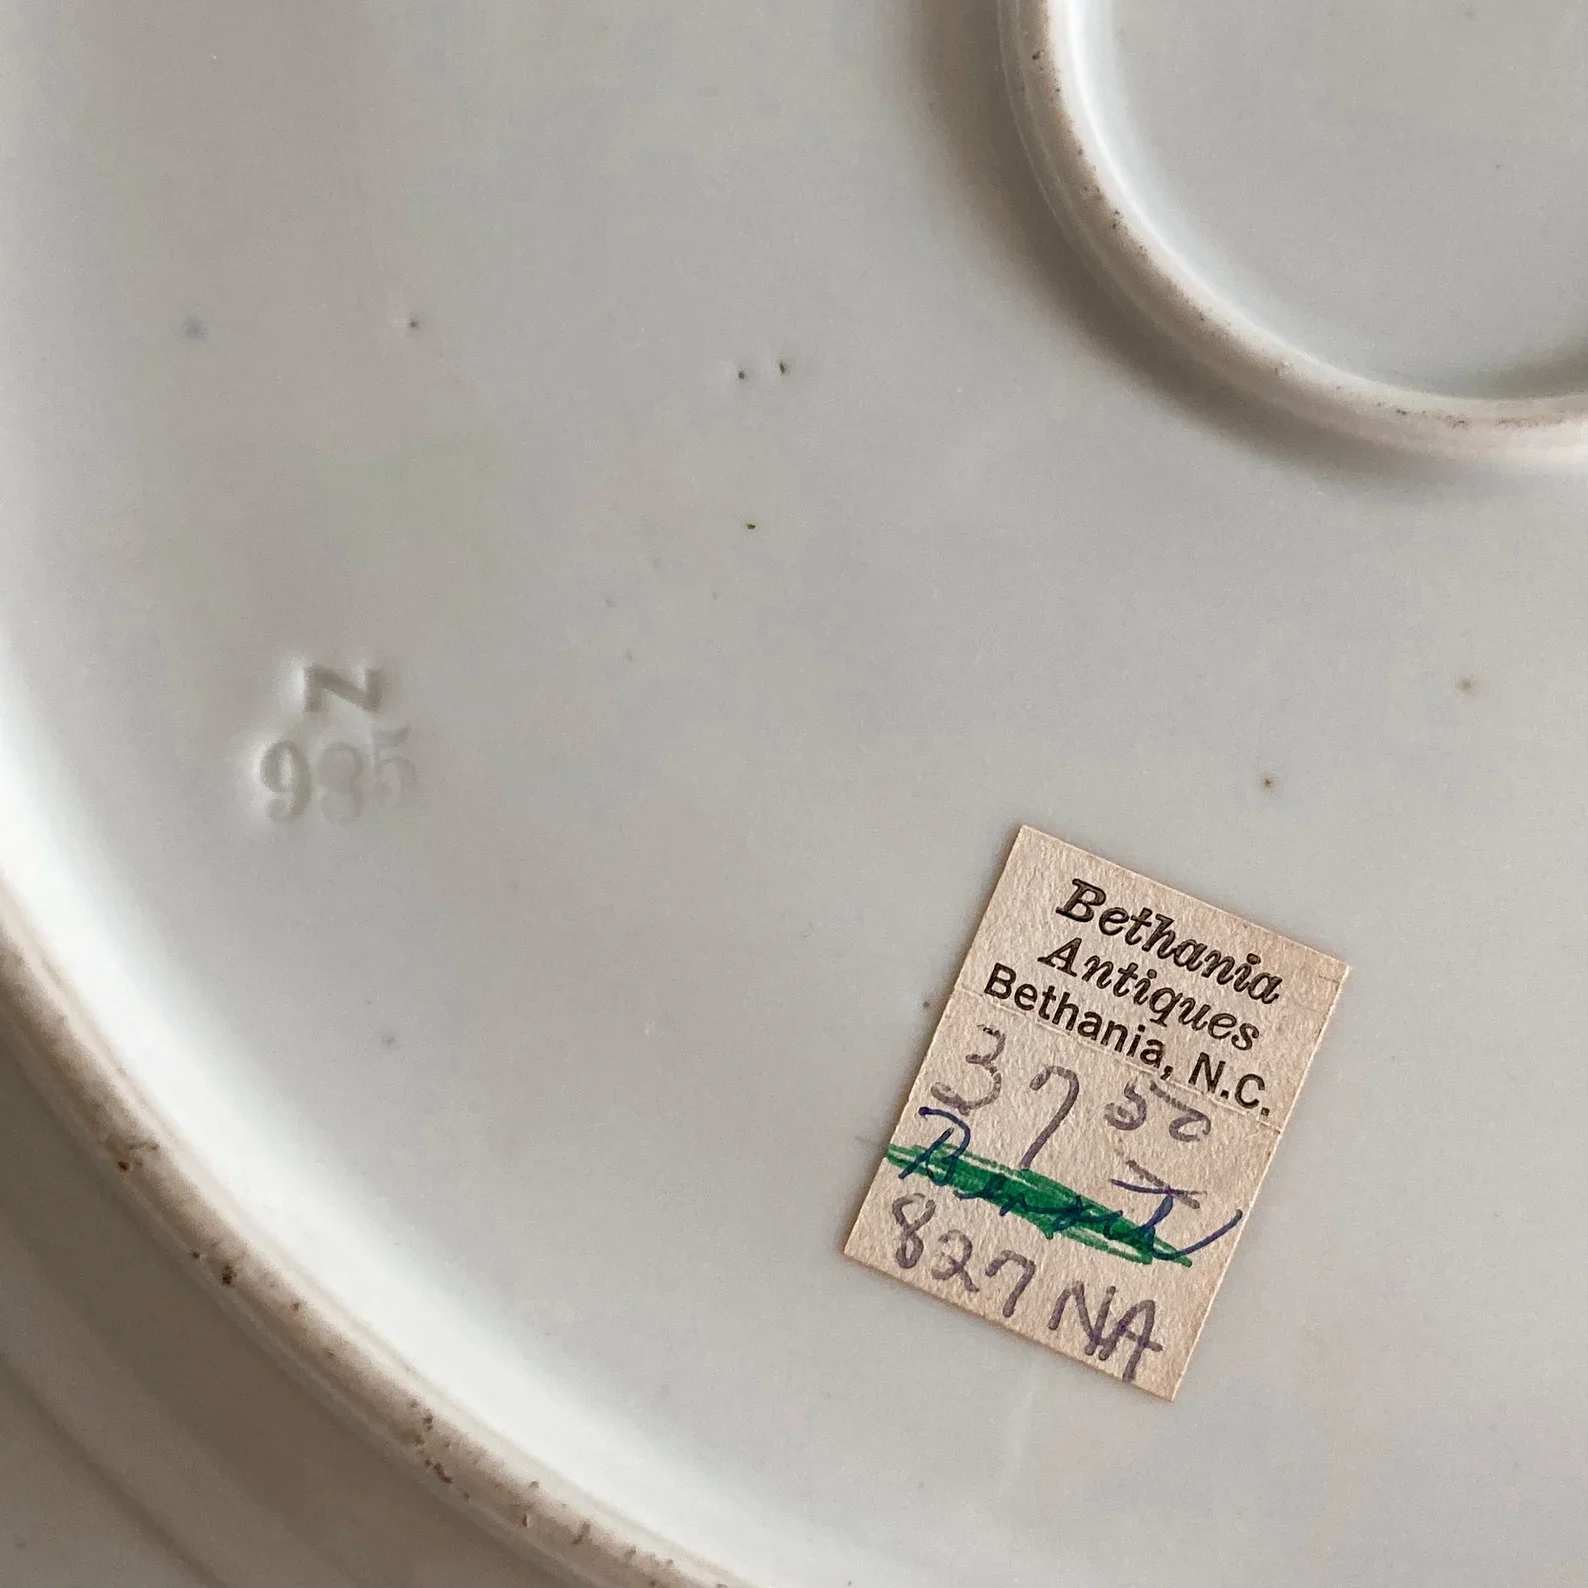 N
935
Bethania
Antiques
Bethania, N.C.
37 50
827 NA